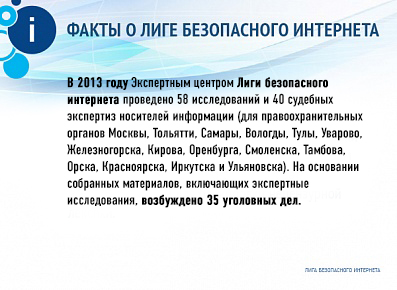 i
ФАКТЫ О ЛИГЕ БЕЗОПАСНОГО ИНТЕРНЕТА
В 2013 году Экспертным центром Лиги безопасного
интернета проведено 58 исследований и 40 судебных
экспертиз носителей информации (для правоохранительных
органов Москвы, Тольятти, Самары, Вологды, Тулы, Уварово,
Железногорска, Кирова, Оренбурга, Смоленска, Тамбова,
Орска, Красноярска, Иркутска и Ульяновска). На основании
собранных материалов, включающих экспертные
исследования, возбуждено 35 уголовных дел.
ЛИГА БЕЗОПАСНОГО ИНТЕРНЕТА